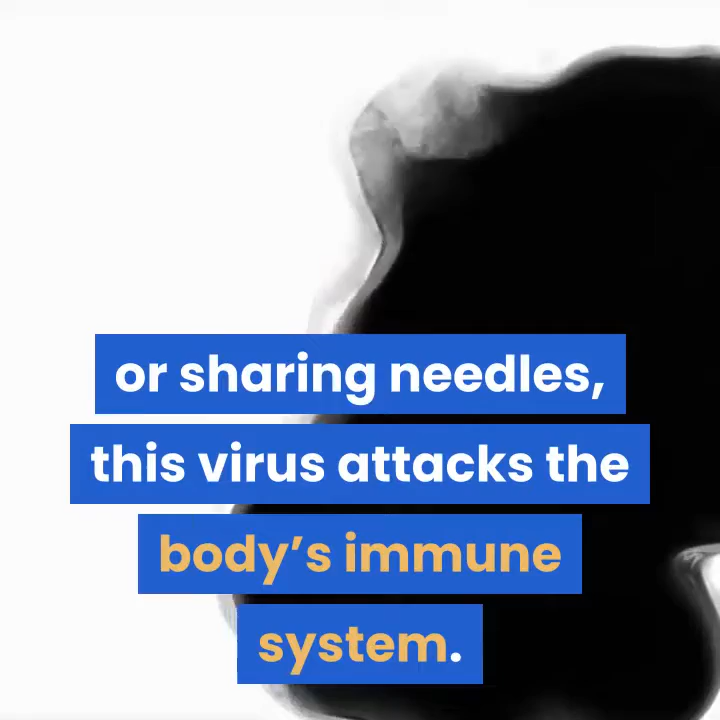 or sharing needles,
this virus attacks the
body’s immune
system.